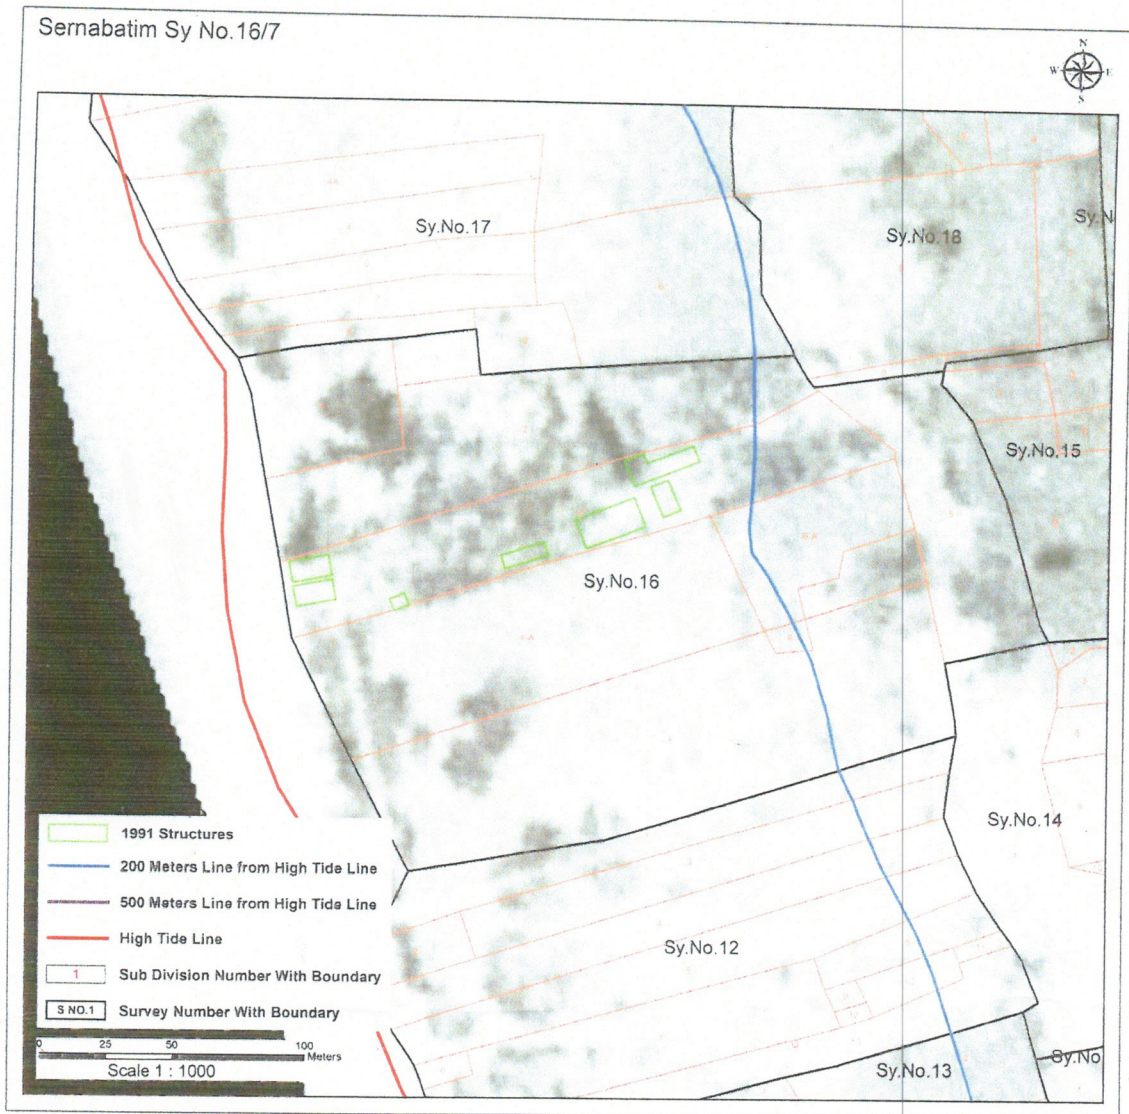 Sernabatim Sy No.16/7
N
W E
S
Sy.No.17
Sy.No.18
Sy.N
Sy.No.15
Sy.No.16
Sy.No.14
Sy.No.12
Sy.No.13
Sy.No
1991 Structures
200 Meters Line from High Tide Line
500 Meters Line from High Tide Line
High Tide Line
1 Sub Division Number With Boundary
S NO.1 Survey Number With Boundary
0 25 50 100
Meters
Scale 1 : 1000